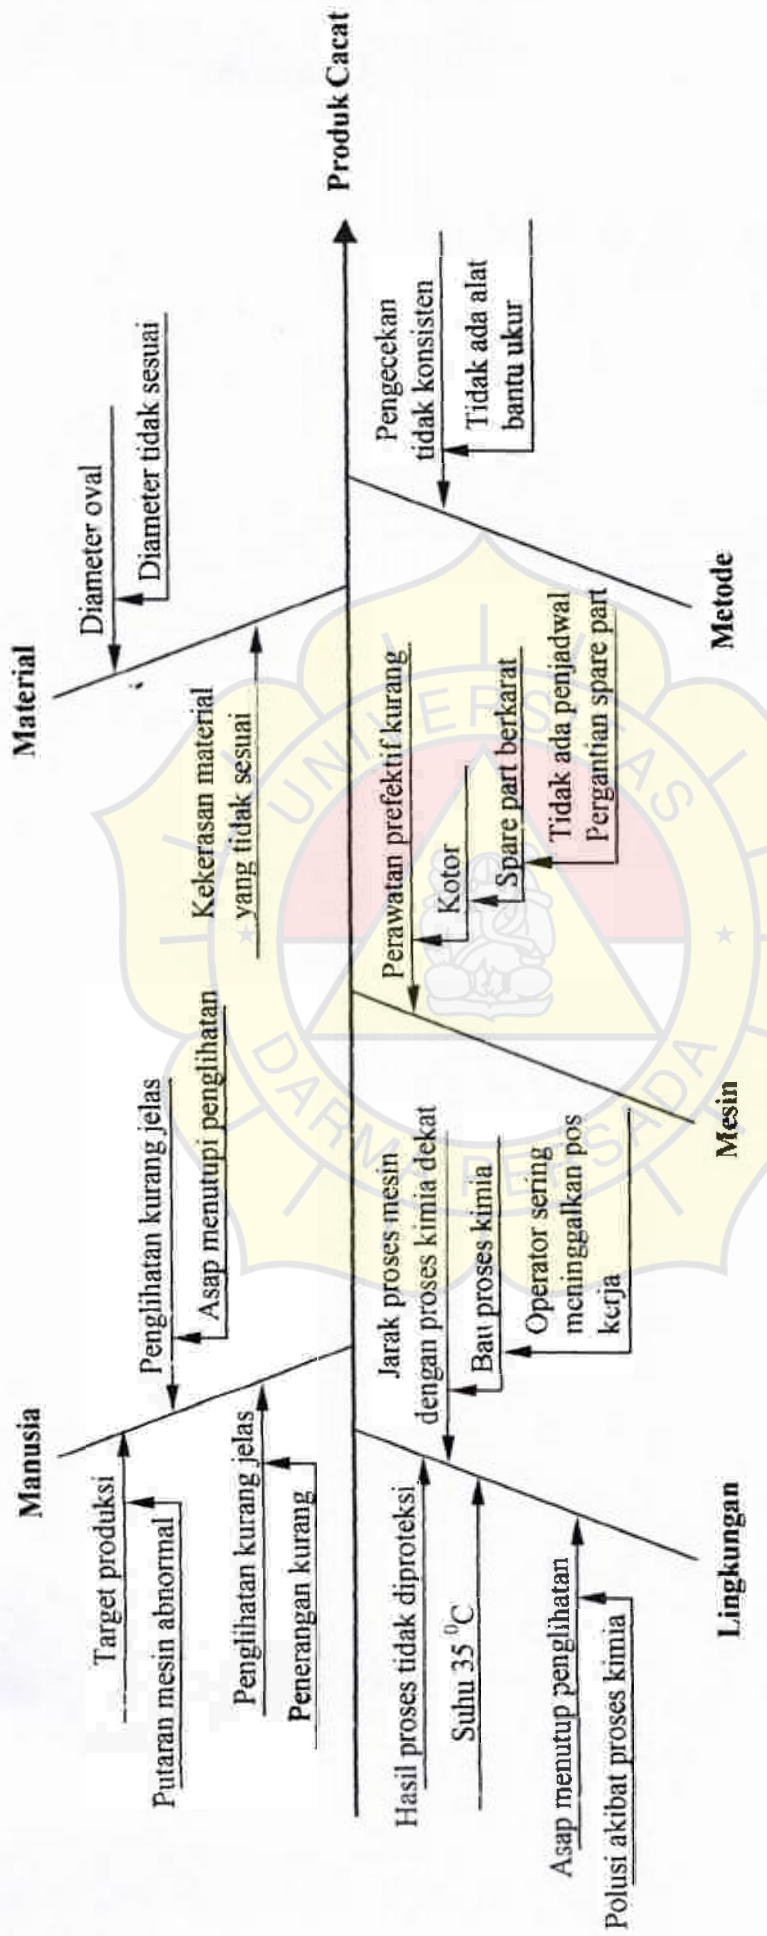 Manusia
Material
Target produksi
Putaran mesin abnormal
Penglihatan kurang jelas
Asap menutupi penglihatan
Penglihatan kurang jelas
Penerangan kurang
Diameter oval
Diameter tidak sesuai
Kekerasan material
yang tidak sesuai
Produk Cacat
Hasil proses tidak diproteksi
Suhu 35 ⁰C
Asap menutup penglihatan
Polusi akibat proses kimia
Jarak proses mesin
dengan proses kimia dekat
Bau proses kimia
Operator sering
meninggalkan pos
kerja
Perawatan prefektif kurang
Kotor
Spare part berkarat
Tidak ada penjadwal
Pergantian spare part
Pengecekan
tidak konsisten
Tidak ada alat
bantu ukur
Lingkungan
Mesin
Metode
UNIVERSITAS
DARMA PERSADA